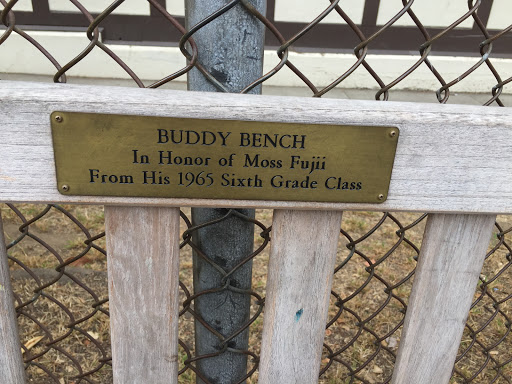 BUDDY BENCH
In Honor of Moss Fujii
From His 1965 Sixth Grade Class